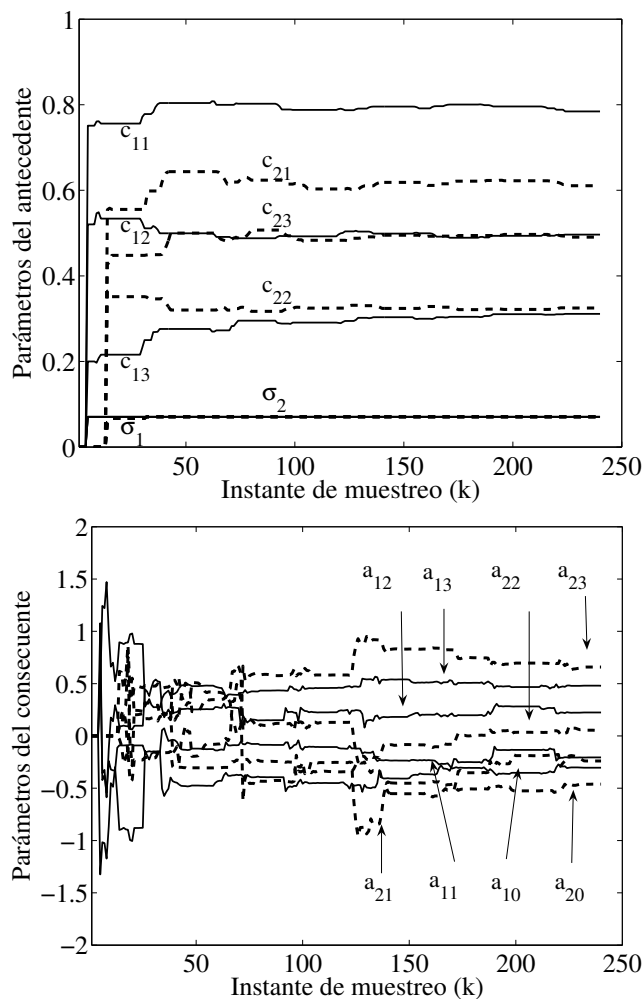 1
0.8
0.6
0.4
0.2
0
Parámetros del antecedente
c11
c21
c23
c12
c22
c13
σ2
σ1
50
100
150
200
250
Instante de muestreo (k)
2
1.5
1
0.5
0
−0.5
−1
−1.5
−2
Parámetros del consecuente
a12
a13
a22
a23
a21
a11
a10
a20
50
100
150
200
250
Instante de muestreo (k)